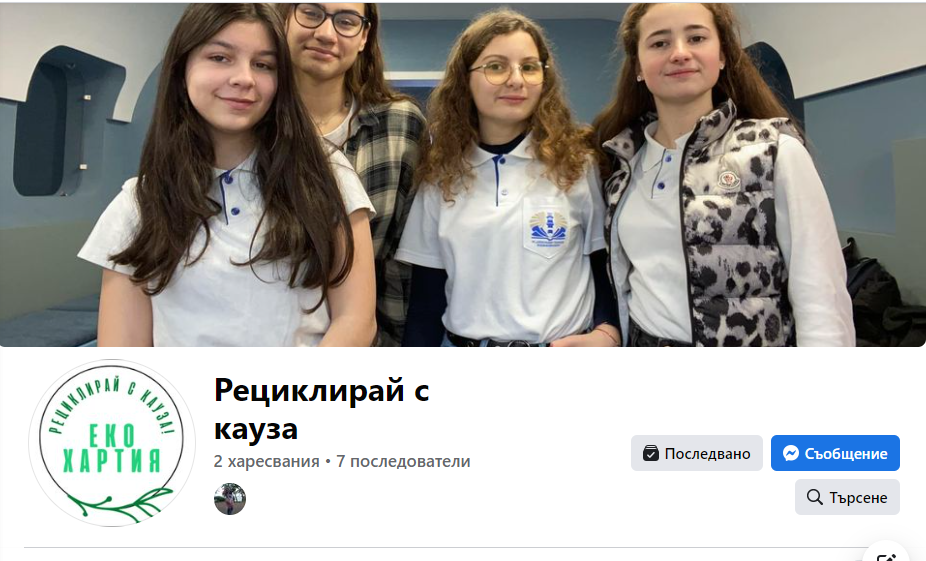 РЕЦИКЛИРАЙ С КАУЗА!
ЕКО
ХАРТИЯ
Рециклирай с
кауза
2 харесвания • 7 последователи
Последвано
Съобщение
Търсене